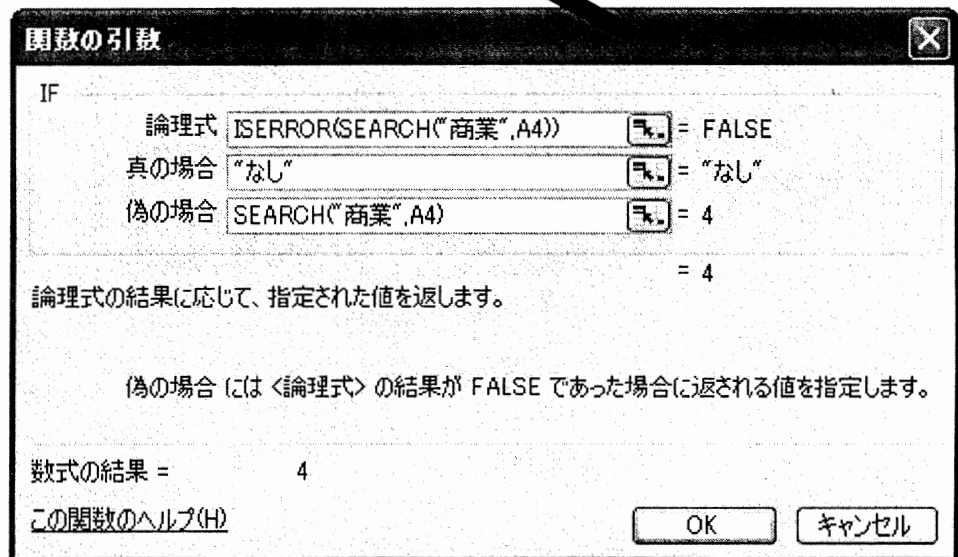 関数の引数
IF
論理式 ISERROR(SEARCH("商業",A4)) = FALSE
真の場合 "なし" = "なし"
偽の場合 SEARCH("商業",A4) = 4
= 4
論理式の結果に応じて、指定された値を返します。
偽の場合 には <論理式> の結果が FALSE であった場合に返される値を指定します。
数式の結果 = 4
この関数のヘルプ(H)
OK キャンセル